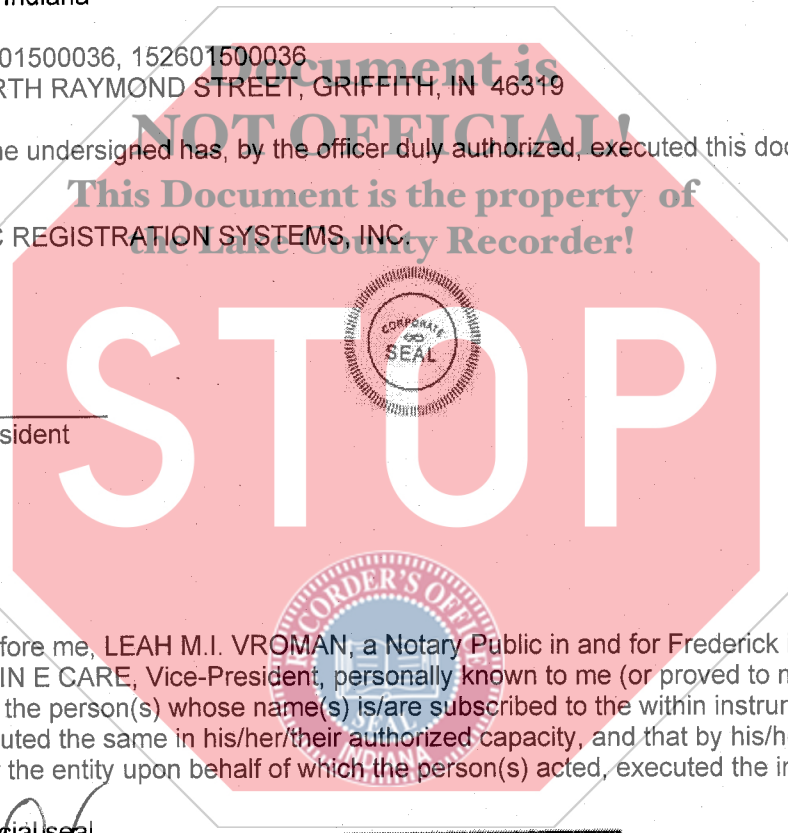 Indiana
01500036, 152601500036
Document is
RTH RAYMOND STREET, GRIFFITH, IN 46319
NOT OFFICIAL!
he undersigned has, by the officer duly authorized, executed this doc
This Document is the property of
C REGISTRATION SYSTEMS, INC.
the Lake County Recorder!
CORPORATE
SEAL
STOP
sident
RECORDER'S OFFICE
fore me, LEAH M.I. VROMAN, a Notary Public in and for Frederick
IN E CARE, Vice-President, personally known to me (or proved to m
the person(s) whose name(s) is/are subscribed to the within instru
SEAL
uted the same in his/her/their authorized capacity, and that by his/he
INDIANA
the entity upon behalf of which the person(s) acted, executed the in
cial seal